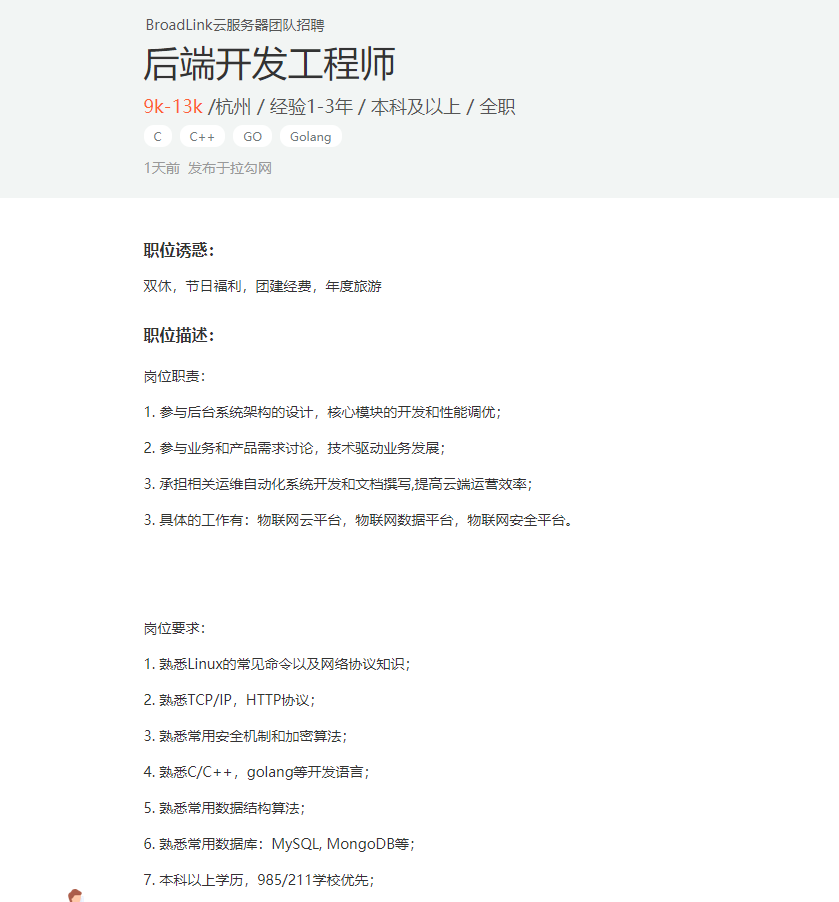 BroadLink云服务器团队招聘
后端开发工程师
9k-13k /杭州 / 经验1-3年 / 本科及以上 / 全职
C C++ GO Golang
1天前 发布于拉勾网
职位诱惑：
双休，节日福利，团建经费，年度旅游
职位描述：
岗位职责：
1. 参与后台系统架构的设计，核心模块的开发和性能调优；
2. 参与业务和产品需求讨论，技术驱动业务发展；
3. 承担相关运维自动化系统开发和文档撰写,提高云端运营效率；
3. 具体的工作有：物联网云平台，物联网数据平台，物联网安全平台。
岗位要求：
1. 熟悉Linux的常见命令以及网络协议知识；
2. 熟悉TCP/IP，HTTP协议；
3. 熟悉常用安全机制和加密算法；
4. 熟悉C/C++，golang等开发语言；
5. 熟悉常用数据结构算法；
6. 熟悉常用数据库：MySQL, MongoDB等；
7. 本科以上学历，985/211学校优先；